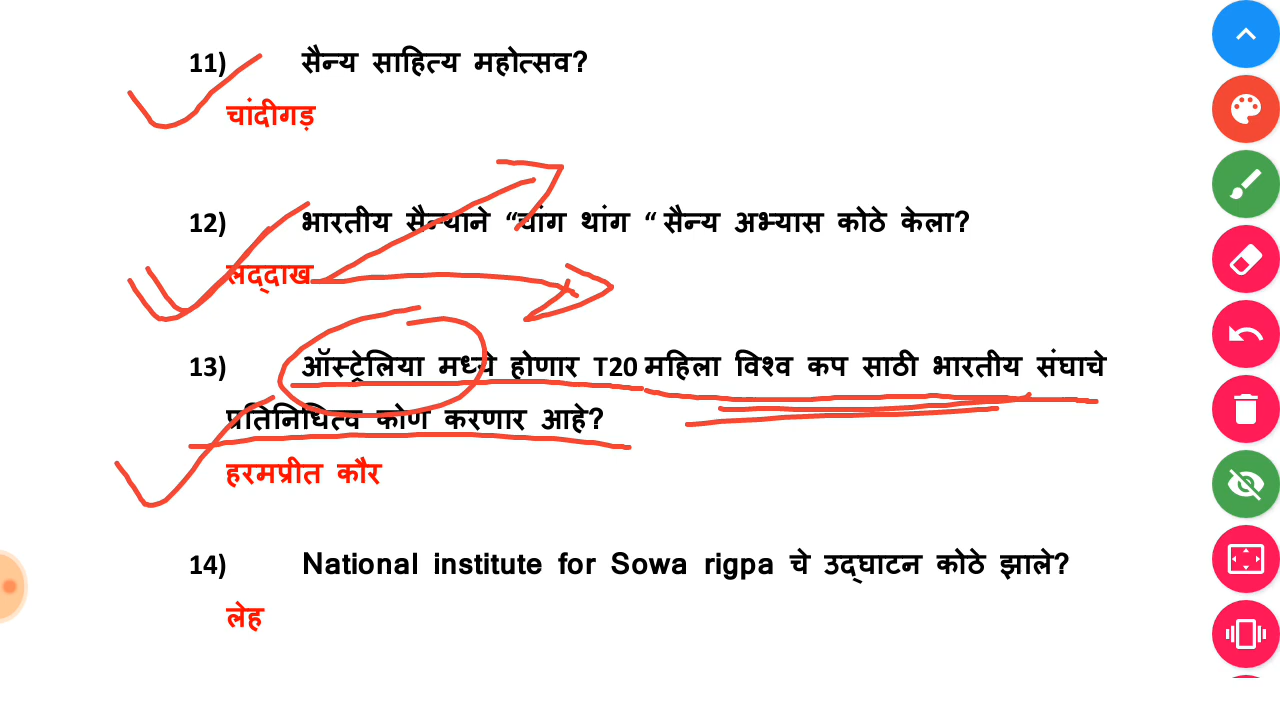 11) सैन्य साहित्य महोत्सव?
चांदीगड़
12) भारतीय सैन्याने “चांग थांग “ सैन्य अभ्यास कोठे केला?
लद्दाख
13) ऑस्ट्रेलिया मध्ये होणार T20 महिला विश्व कप साठी भारतीय संघाचे
प्रतिनिधित्व कोण करणार आहे?
हरमप्रीत कौर
14) National institute for Sowa rigpa चे उद्घाटन कोठे झाले?
लेह